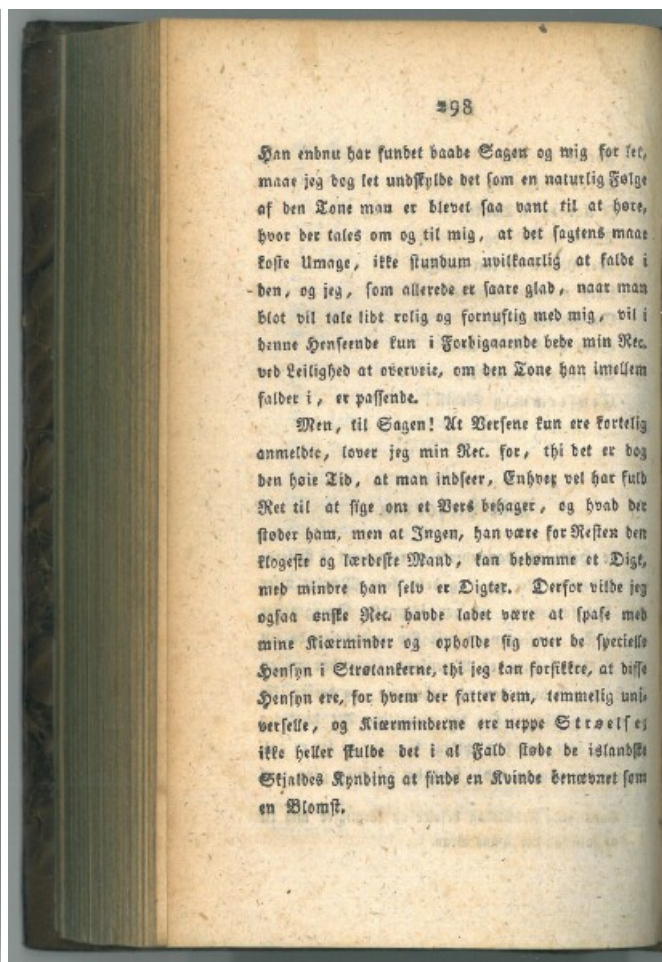 298
Han endnu har fundet baade Sagen og mig for let,
maae jeg dog let undskylde det som en naturlig Følge
af den Tone man er blevet saa vant til at høre,
hvor der tales om og til mig, at det sagtens maae
koste Umage, ikke stundum uvilkaarlig at falde i
den, og jeg, som allerede er saare glad, naar man
blot vil tale lidt rolig og fornuftig med mig, vil i
denne Henseende kun i Forbigaaende bede min Rec.
ved Leilighed at overveie, om den Tone han imellem
falder i, er passende.
Men, til Sagen! At Versene kun ere kortelig
anmeldte, lover jeg min Rec. for, thi det er dog
den høie Tid, at man indseer, Enhver vel har fuld
Ret til at sige om et Vers behager, og hvad der
støder ham, men at Ingen, han være for Resten den
klogeste og lærdeste Mand, kan bedømme et Digt,
med mindre han selv er Digter. Derfor vilde jeg
ogsaa ønske Rec. havde ladet være at spase med
mine Kiærminder og opholde sig over de specielle
Hensyn i Strøtankerne, thi jeg kan forsikkre, at disse
Hensyn ere, for hvem der fatter dem, temmelig uni-
verselle, og Kiærminderne ere neppe Strøelse;
ikke heller skulde det i al Fald støde de islandske
Skjaldes Kynding at finde en Kvinde benævnet som
en Blomst.